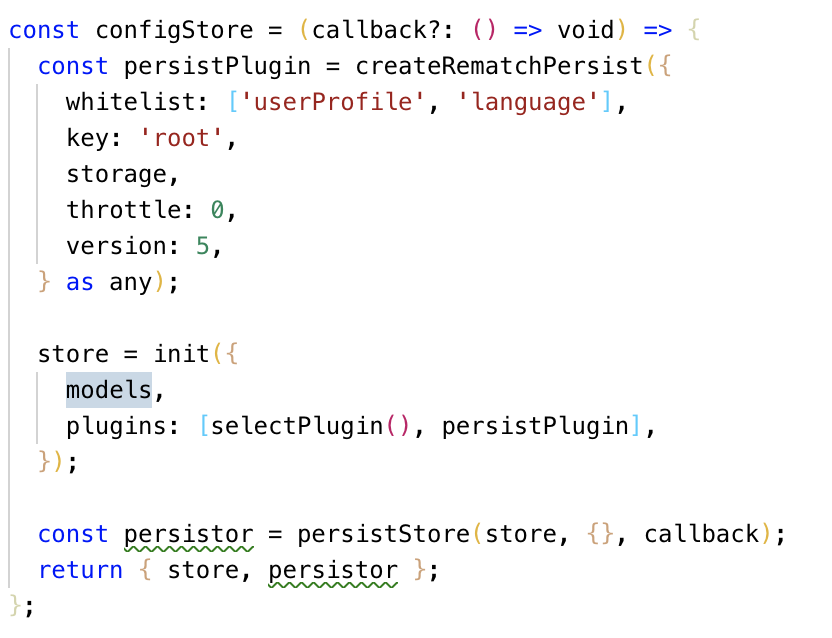 const configStore = (callback?: () => void) => {
  const persistPlugin = createRematchPersist({
    whitelist: ['userProfile', 'language'],
    key: 'root',
    storage,
    throttle: 0,
    version: 5,
  } as any);

  store = init({
    models,
    plugins: [selectPlugin(), persistPlugin],
  });

  const persistor = persistStore(store, {}, callback);
  return { store, persistor };
};